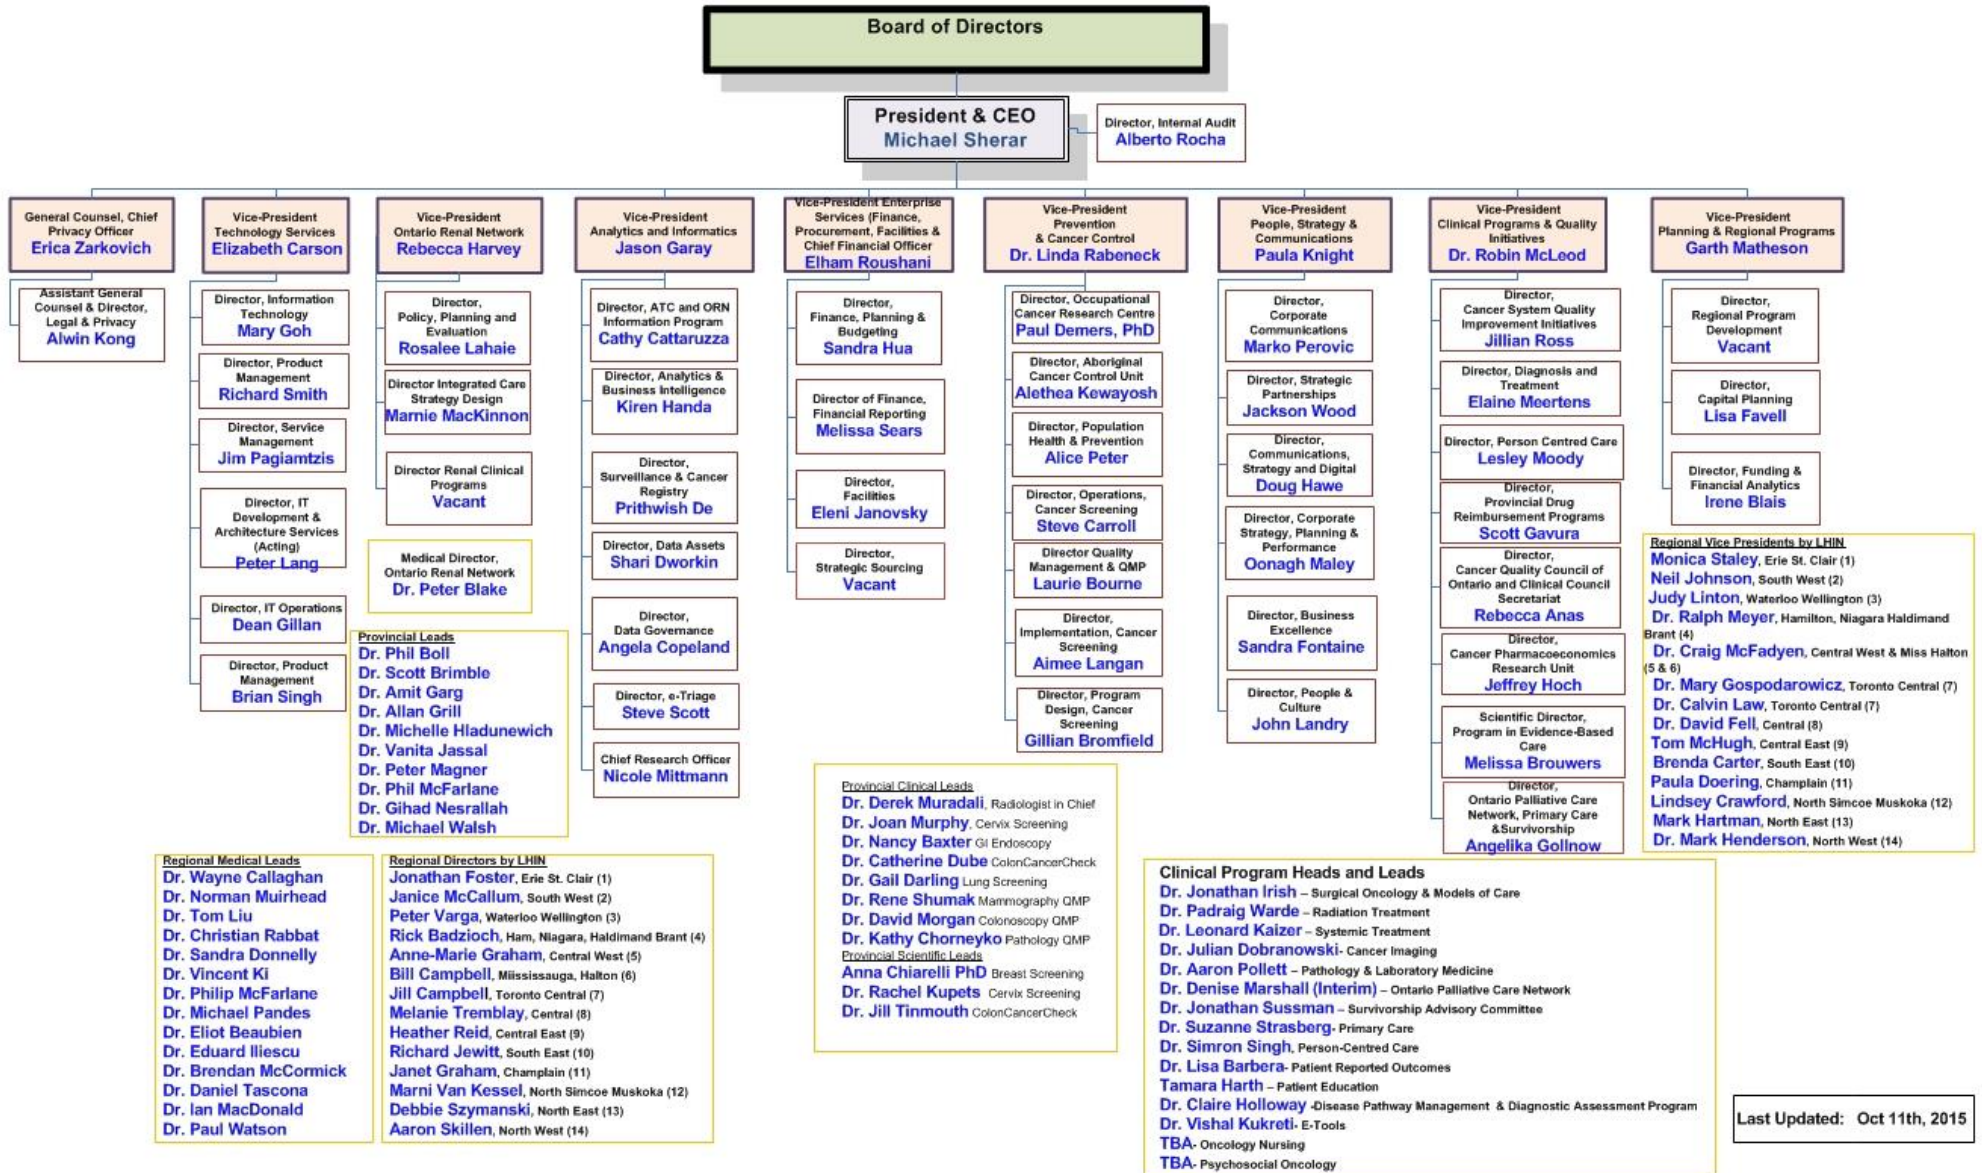 Board of Directors
President & CEO
Michael Sherar
Director, Internal Audit
Alberto Rocha
General Counsel, Chief
Privacy Officer
Erica Zarkovich
Assistant General
Counsel & Director,
Legal & Privacy
Alwin Kong
Vice-President
Technology Services
Elizabeth Carson
Director, Information
Technology
Mary Goh
Director, Product
Management
Richard Smith
Director, Service
Management
Jim Pagiamtzis
Director, IT
Development &
Architecture Services
(Acting)
Peter Lang
Director, IT Operations
Dean Gillan
Director, Product
Management
Brian Singh
Vice-President
Ontario Renal Network
Rebecca Harvey
Director,
Policy, Planning and
Evaluation
Rosalee Lahaie
Director Integrated Care
Strategy Design
Marnie MacKinnon
Director Renal Clinical
Programs
Vacant
Medical Director,
Ontario Renal Network
Dr. Peter Blake
Provincial Leads
Dr. Phil Boll
Dr. Scott Brimble
Dr. Amit Garg
Dr. Allan Grill
Dr. Michelle Hladunewich
Dr. Vanita Jassal
Dr. Peter Magner
Dr. Phil McFarlane
Dr. Gihad Nesrallah
Dr. Michael Walsh
Vice-President
Analytics and Informatics
Jason Garay
Director, ATC and ORN
Information Program
Cathy Cattaruzza
Director, Analytics &
Business Intelligence
Kiren Handa
Director,
Surveillance & Cancer
Registry
Prithwish De
Director, Data Assets
Shari Dworkin
Director,
Data Governance
Angela Copeland
Director, e-Triage
Steve Scott
Chief Research Officer
Nicole Mittmann
Vice-President Enterprise
Services (Finance,
Procurement, Facilities &
Chief Financial Officer
Elham Roushani
Director,
Finance, Planning &
Budgeting
Sandra Hua
Director of Finance,
Financial Reporting
Melissa Sears
Director,
Facilities
Eleni Janovsky
Director,
Strategic Sourcing
Vacant
Vice-President
Prevention
& Cancer Control
Dr. Linda Rabeneck
Director, Occupational
Cancer Research Centre
Paul Demers, PhD
Director, Aboriginal
Cancer Control Unit
Alethea Kewayosh
Director, Population
Health & Prevention
Alice Peter
Director, Operations,
Cancer Screening
Steve Carroll
Director Quality
Management & QMP
Laurie Bourne
Director,
Implementation, Cancer
Screening
Aimee Langan
Director, Program
Design, Cancer
Screening
Gillian Bromfield
Vice-President
People, Strategy &
Communications
Paula Knight
Director,
Corporate
Communications
Marko Perovic
Director, Strategic
Partnerships
Jackson Wood
Director,
Communications,
Strategy and Digital
Doug Hawe
Director, Corporate
Strategy, Planning &
Performance
Oonagh Maley
Director, Business
Excellence
Sandra Fontaine
Director, People &
Culture
John Landry
Vice-President
Clinical Programs & Quality
Initiatives
Dr. Robin McLeod
Director,
Cancer System Quality
Improvement Initiatives
Jillian Ross
Director, Diagnosis and
Treatment
Elaine Meertens
Director, Person Centred Care
Lesley Moody
Director,
Provincial Drug
Reimbursement Programs
Scott Gavura
Director,
Cancer Quality Council of
Ontario and Clinical Council
Secretariat
Rebecca Anas
Director,
Cancer Pharmacoeconomics
Research Unit
Jeffrey Hoch
Scientific Director,
Program in Evidence-Based
Care
Melissa Brouwers
Director,
Ontario Palliative Care
Network, Primary Care
&Survivorship
Angelika Gollnow
Vice-President
Planning & Regional Programs
Garth Matheson
Director,
Regional Program
Development
Vacant
Director,
Capital Planning
Lisa Favell
Director, Funding &
Financial Analytics
Irene Blais
Regional Vice Presidents by LHIN
Monica Staley, Erie St. Clair (1)
Neil Johnson, South West (2)
Judy Linton, Waterloo Wellington (3)
Dr. Ralph Meyer, Hamilton, Niagara Haldimand
Brant (4)
Dr. Craig McFadyen, Central West & Miss Halton
(5 & 6)
Dr. Mary Gospodarowicz, Toronto Central (7)
Dr. Calvin Law, Toronto Central (7)
Dr. David Fell, Central (8)
Tom McHugh, Central East (9)
Brenda Carter, South East (10)
Paula Doering, Champlain (11)
Lindsey Crawford, North Simcoe Muskoka (12)
Mark Hartman, North East (13)
Dr. Mark Henderson, North West (14)
Regional Medical Leads
Dr. Wayne Callaghan
Dr. Norman Muirhead
Dr. Tom Liu
Dr. Christian Rabbat
Dr. Sandra Donnelly
Dr. Vincent Ki
Dr. Philip McFarlane
Dr. Michael Pandes
Dr. Eliot Beaubien
Dr. Eduard Iliescu
Dr. Brendan McCormick
Dr. Daniel Tascona
Dr. Ian MacDonald
Dr. Paul Watson
Regional Directors by LHIN
Jonathan Foster, Erie St. Clair (1)
Janice McCallum, South West (2)
Peter Varga, Waterloo Wellington (3)
Rick Badzioch, Ham, Niagara, Haldimand Brant (4)
Anne-Marie Graham, Central West (5)
Bill Campbell, Miississauga, Halton (6)
Jill Campbell, Toronto Central (7)
Melanie Tremblay, Central (8)
Heather Reid, Central East (9)
Richard Jewitt, South East (10)
Janet Graham, Champlain (11)
Marni Van Kessel, North Simcoe Muskoka (12)
Debbie Szymanski, North East (13)
Aaron Skillen, North West (14)
Provincial Clinical Leads
Dr. Derek Muradali, Radiologist in Chief
Dr. Joan Murphy, Cervix Screening
Dr. Nancy Baxter GI Endoscopy
Dr. Catherine Dube ColonCancerCheck
Dr. Gail Darling Lung Screening
Dr. Rene Shumak Mammography QMP
Dr. David Morgan Colonoscopy QMP
Dr. Kathy Chorneyko Pathology QMP
Provincial Scientific Leads
Anna Chiarelli PhD Breast Screening
Dr. Rachel Kupets Cervix Screening
Dr. Jill Tinmouth ColonCancerCheck
Clinical Program Heads and Leads
Dr. Jonathan Irish – Surgical Oncology & Models of Care
Dr. Padraig Warde – Radiation Treatment
Dr. Leonard Kaizer – Systemic Treatment
Dr. Julian Dobranowski- Cancer Imaging
Dr. Aaron Pollett – Pathology & Laboratory Medicine
Dr. Denise Marshall (Interim) – Ontario Palliative Care Network
Dr. Jonathan Sussman – Survivorship Advisory Committee
Dr. Suzanne Strasberg- Primary Care
Dr. Simron Singh, Person-Centred Care
Dr. Lisa Barbera- Patient Reported Outcomes
Tamara Harth – Patient Education
Dr. Claire Holloway -Disease Pathway Management & Diagnostic Assessment Program
Dr. Vishal Kukreti- E-Tools
TBA- Oncology Nursing
TBA- Psychosocial Oncology
Last Updated: Oct 11th, 2015